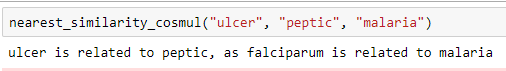 nearest_similarity_cosmul("ulcer", "peptic", "malaria")
ulcer is related to peptic, as falciparum is related to malaria